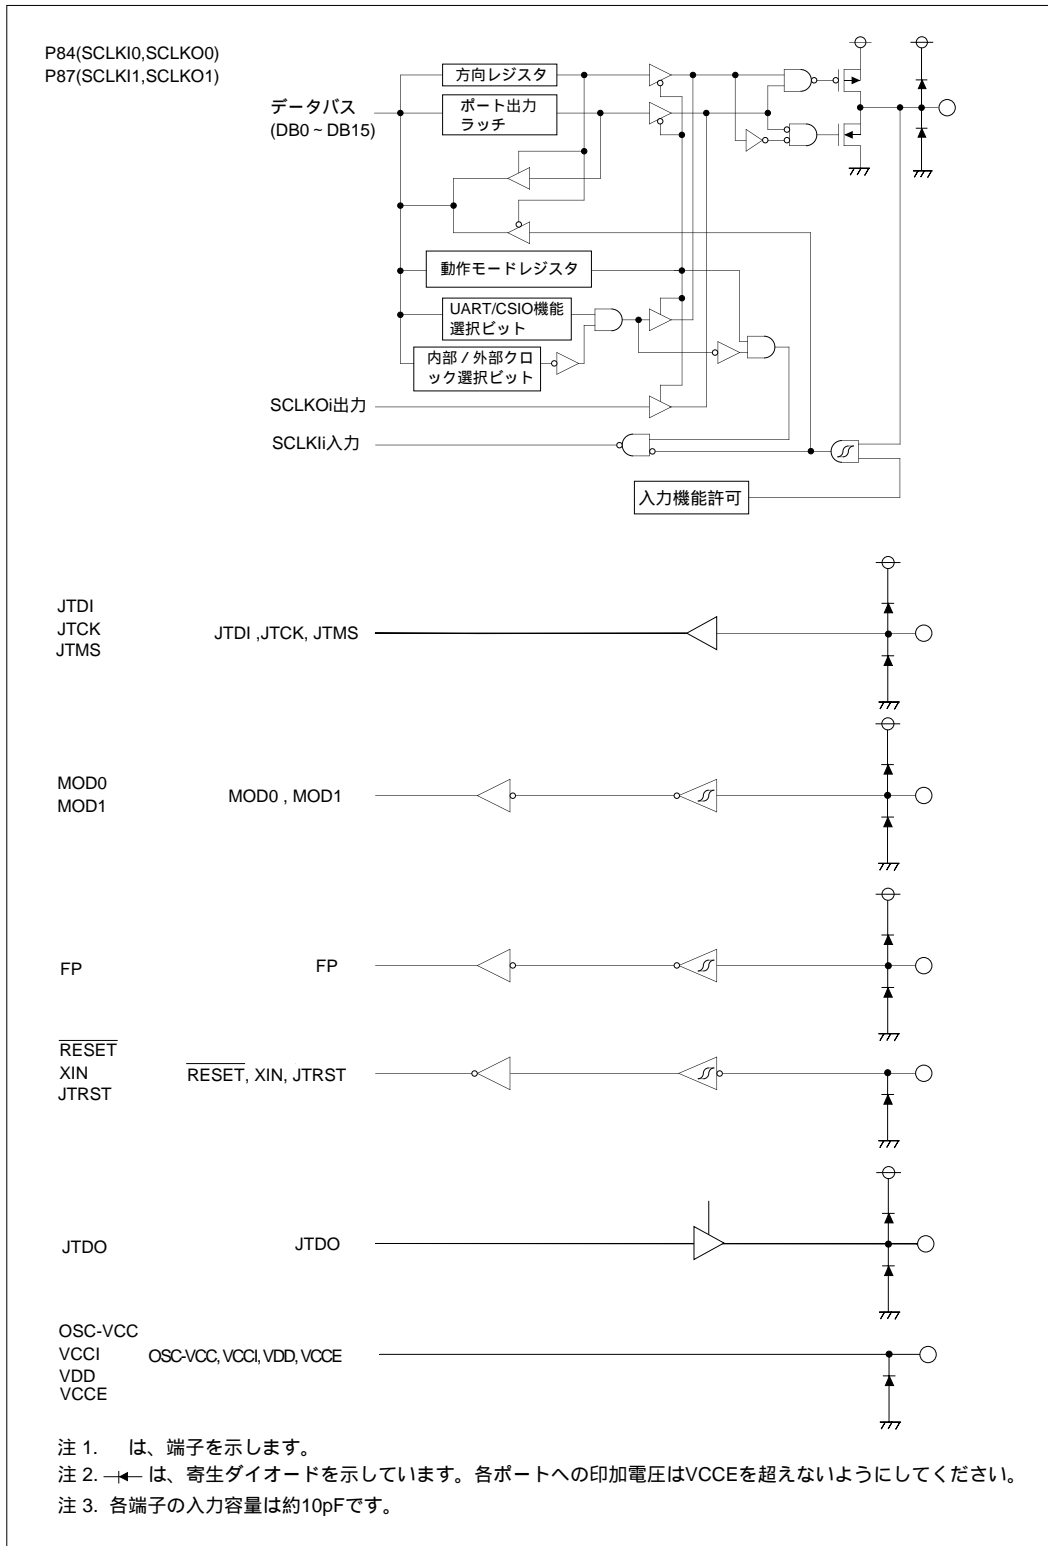 P84(SCLKI0,SCLKO0)
P87(SCLKI1,SCLKO1)
データバス
(DB0 ~ DB15)
方向レジスタ
ポート出力
ラッチ
動作モードレジスタ
UART/CSIO機能
選択ビット
内部 / 外部クロ
ック選択ビット
SCLKOi出力
SCLKIi入力
入力機能許可
JTDI
JTCK
JTMS
JTDI ,JTCK, JTMS
MOD0
MOD1
MOD0 , MOD1
FP
FP
RESET
XIN
JTRST
RESET, XIN, JTRST
JTDO
JTDO
OSC-VCC
VCCI
VDD
VCCE
OSC-VCC, VCCI, VDD, VCCE
注 1. は、端子を示します。
注 2. は、寄生ダイオードを示しています。各ポートへの印加電圧はVCCEを超えないようにしてください。
注 3. 各端子の入力容量は約10pFです。